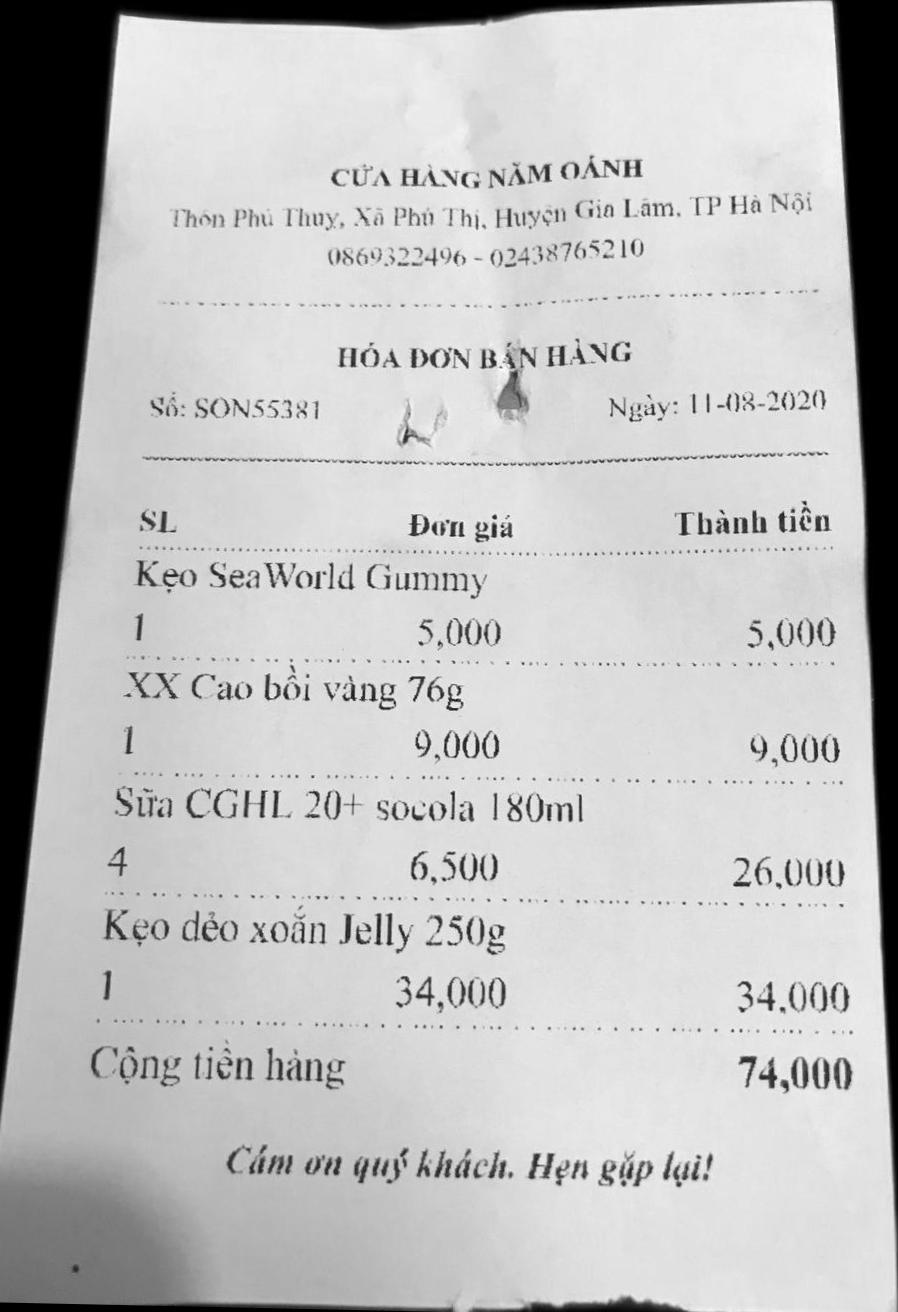 CỬA HÀNG NĂM OÁNH
Thôn Phú Thụy, Xã Phú Thị, Huyện Gia Lâm, TP Hà Nội
0869322496 - 02438765210
HÓA ĐƠN BÁN HÀNG
Số: SON55381 Ngày: 11-08-2020
SL Đơn giá Thành tiền
Kẹo SeaWorld Gummy
1 5,000 5,000
XX Cao bồi vàng 76g
1 9,000 9,000
Sữa CGHL 20+ socola 180ml
4 6,500 26,000
Kẹo dẻo xoắn Jelly 250g
1 34,000 34,000
Cộng tiền hàng 74,000
Cảm ơn quý khách. Hẹn gặp lại!